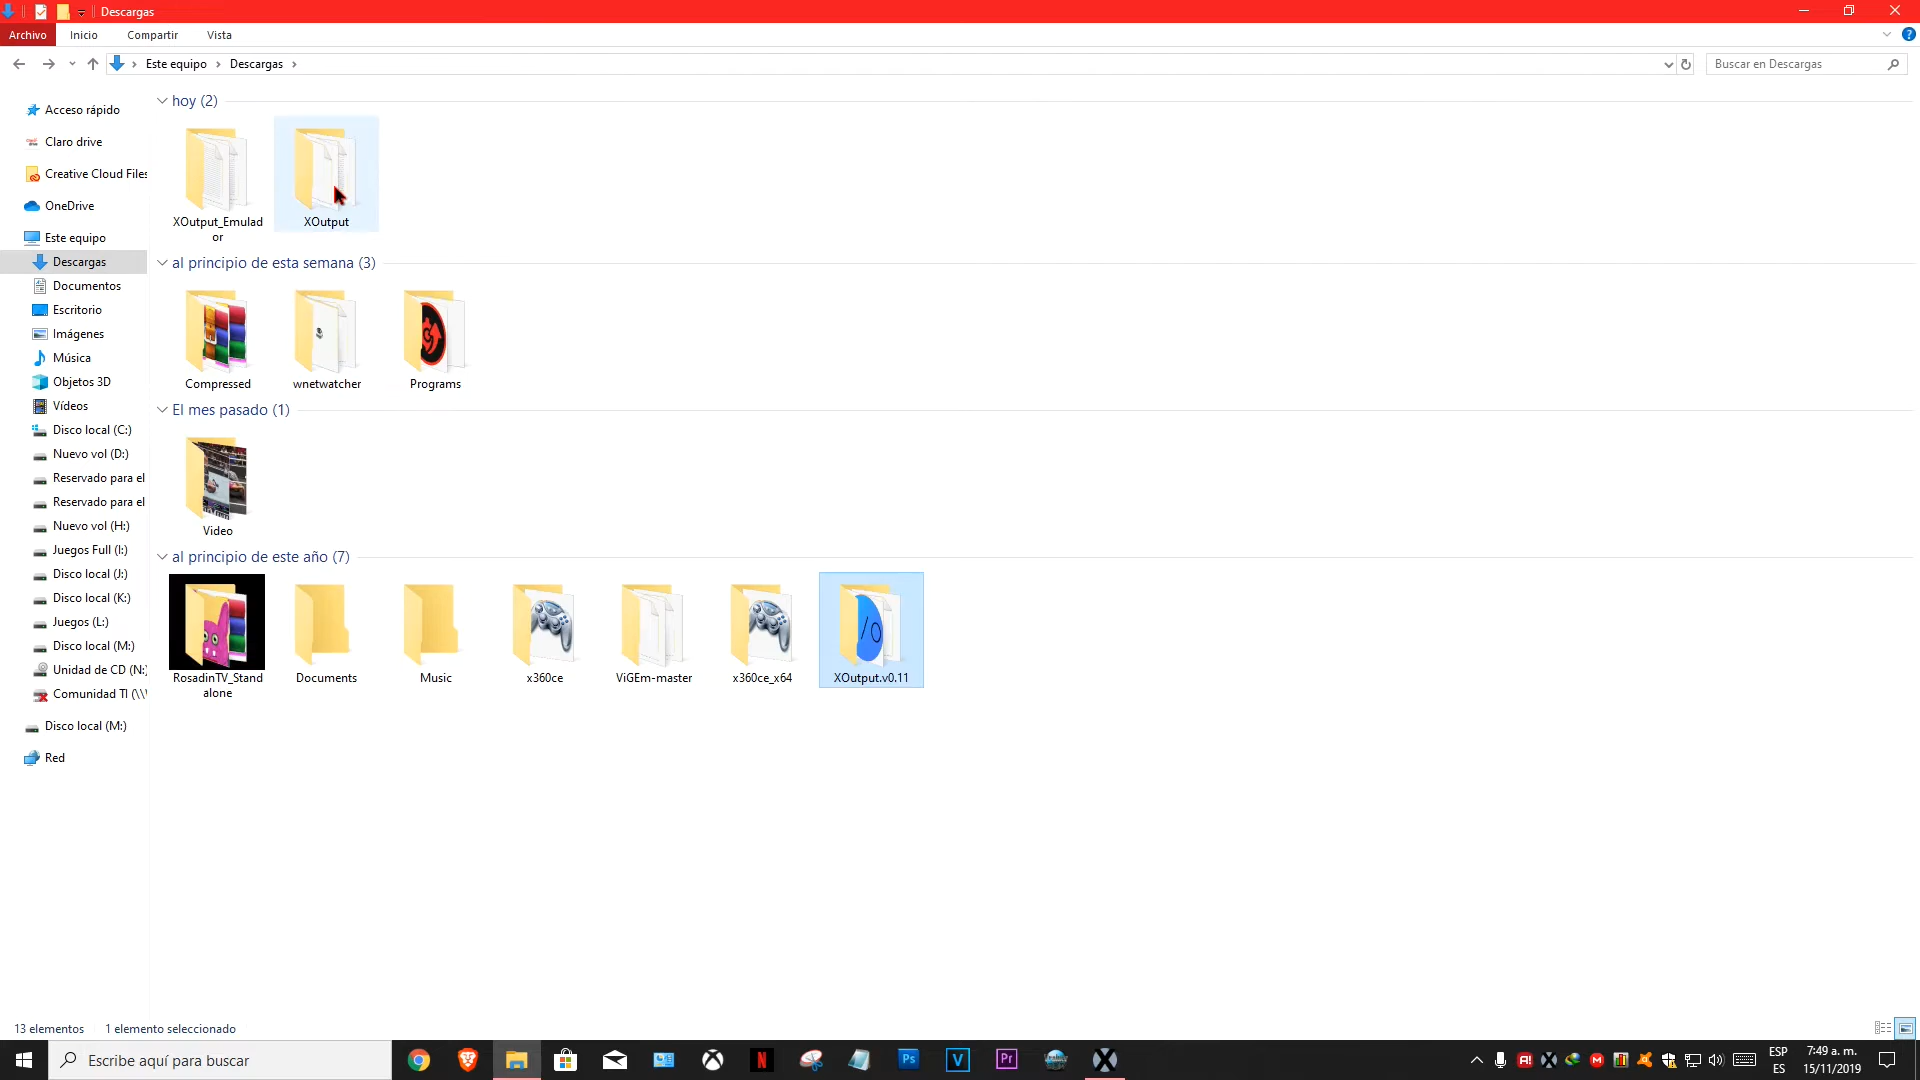 Descargas
Archivo Inicio Compartir Vista
Este equipo Descargas Buscar en Descargas
Acceso rápido
Claro drive
Creative Cloud Files
OneDrive
Este equipo
Descargas
Documentos
Escritorio
Imágenes
Música
Objetos 3D
Vídeos
Disco local (C:)
Nuevo vol (D:)
Reservado para el
Reservado para el
Nuevo vol (H:)
Juegos Full (I:)
Disco local (J:)
Disco local (K:)
Juegos (L:)
Disco local (M:)
Unidad de CD (N:)
Comunidad TI (\\
Disco local (M:)
Red
hoy (2)
XOutput_Emulad
or
XOutput
al principio de esta semana (3)
Compressed wnetwatcher Programs
El mes pasado (1)
Video
al principio de este año (7)
RosadinTV_Stand
alone
Documents Music x360ce ViGEm-master x360ce_x64 XOutput.v0.11
13 elementos 1 elemento seleccionado
Escribe aquí para buscar
ESP
ES
7:49 a. m.
15/11/2019